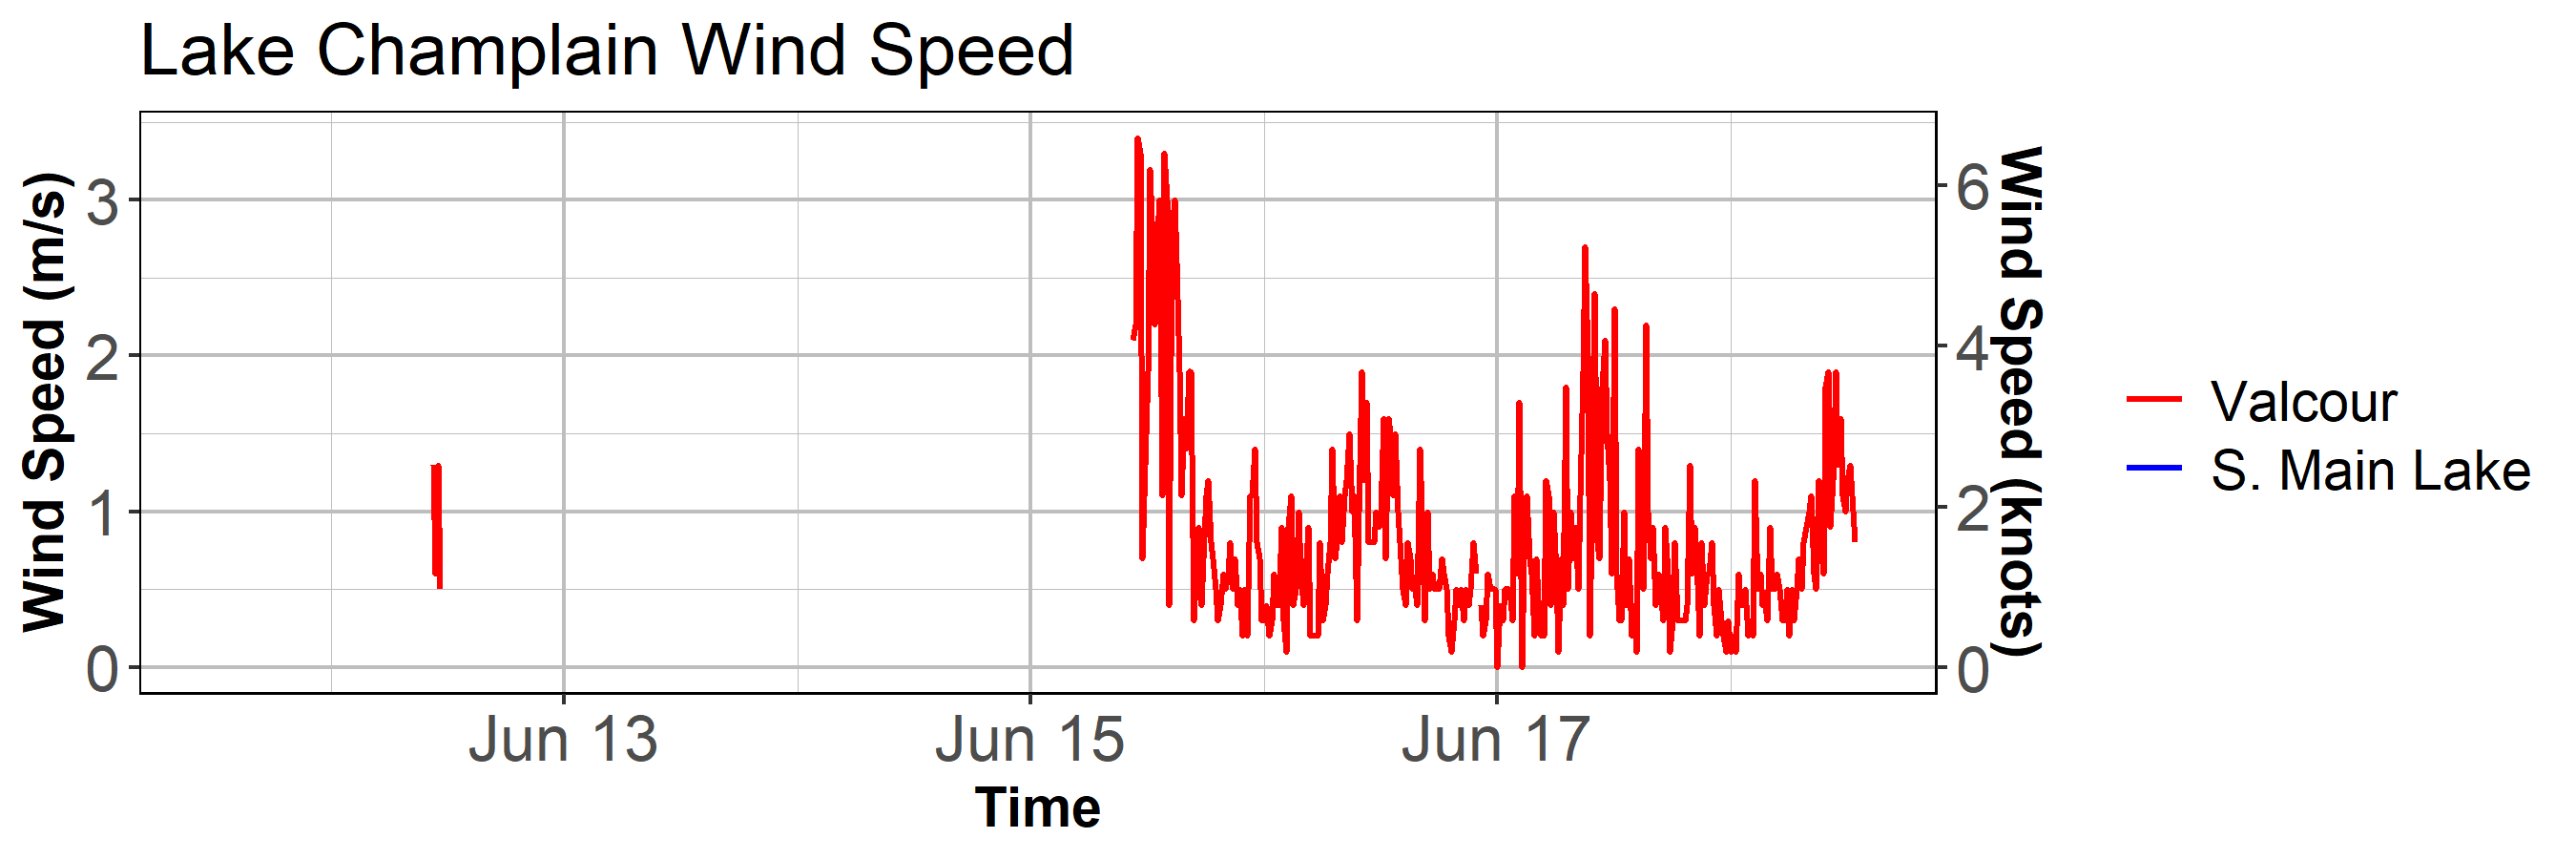 Lake Champlain Wind Speed
Wind Speed (m/s)
3
2
1
0
6
4
2
0
Wind Speed (knots)
Jun 13
Jun 15
Jun 17
Time
Valcour
S. Main Lake